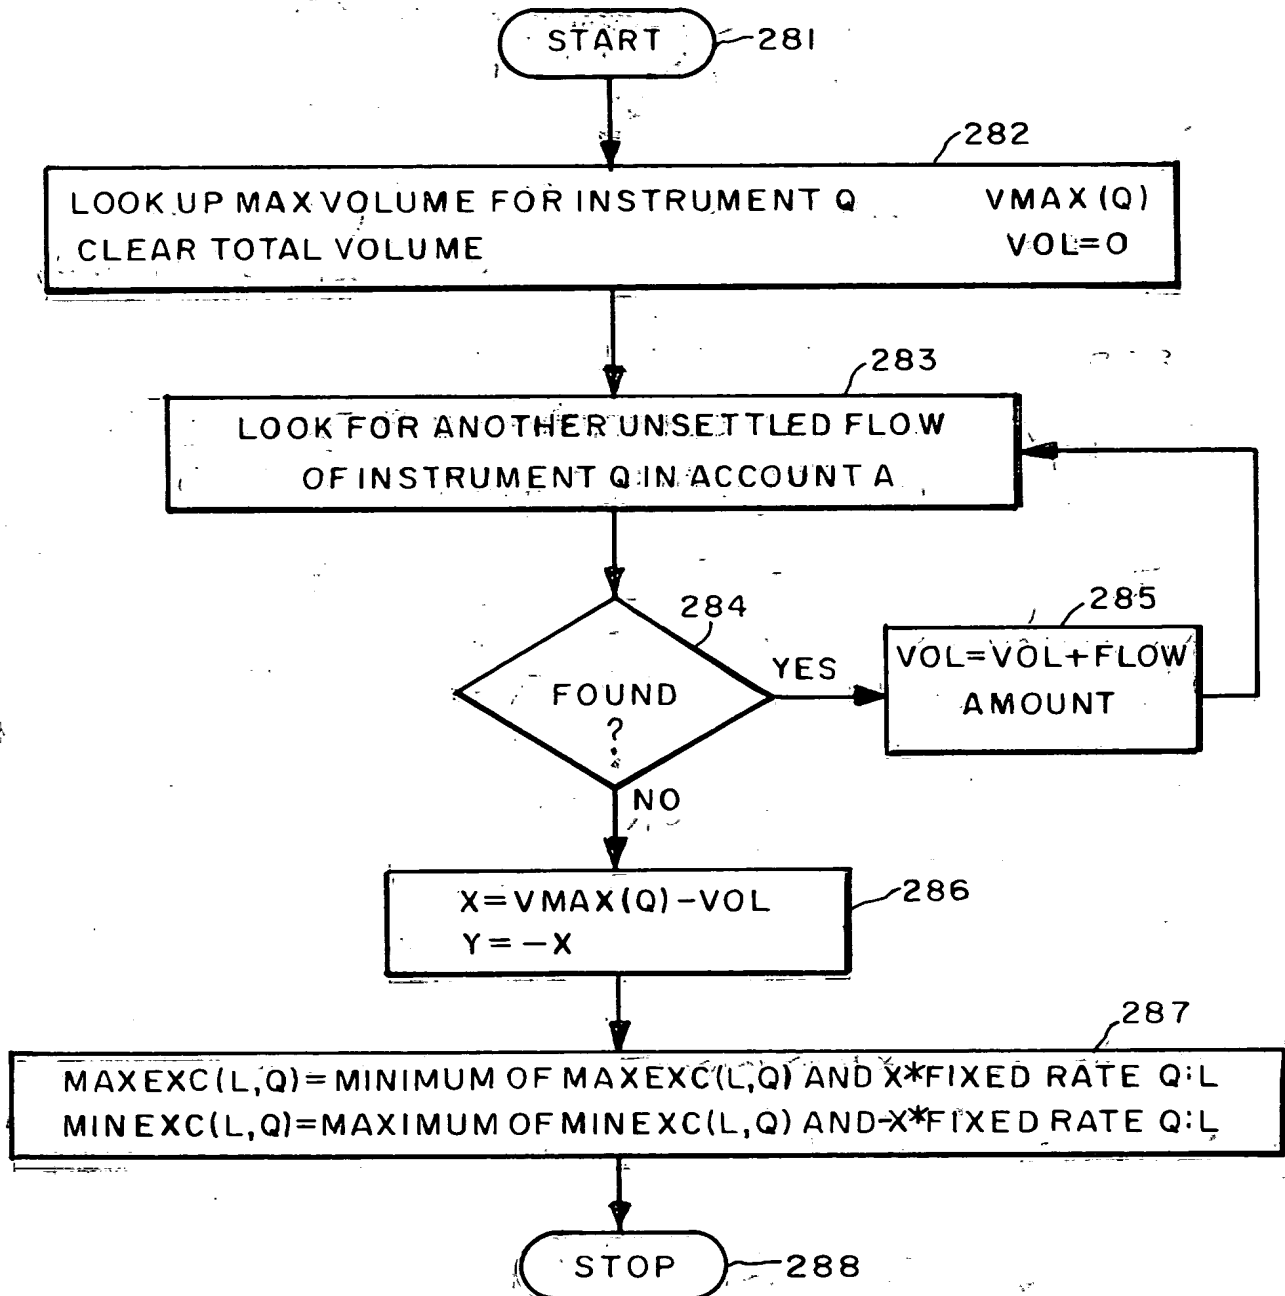 START
281
282
LOOK UP MAX VOLUME FOR INSTRUMENT Q VMAX(Q)
CLEAR TOTAL VOLUME VOL=0
283
LOOK FOR ANOTHER UNSETTLED FLOW
OF INSTRUMENT Q IN ACCOUNT A
284
FOUND
?
YES
285
VOL=VOL+FLOW
AMOUNT
NO
X=VMAX(Q)-VOL
Y=-X
286
287
MAXEXC(L,Q)=MINIMUM OF MAXEXC(L,Q) AND X*FIXED RATE Q:L
MINEXC(L,Q)=MAXIMUM OF MINEXC(L,Q) AND-X*FIXED RATE Q:L
STOP
288